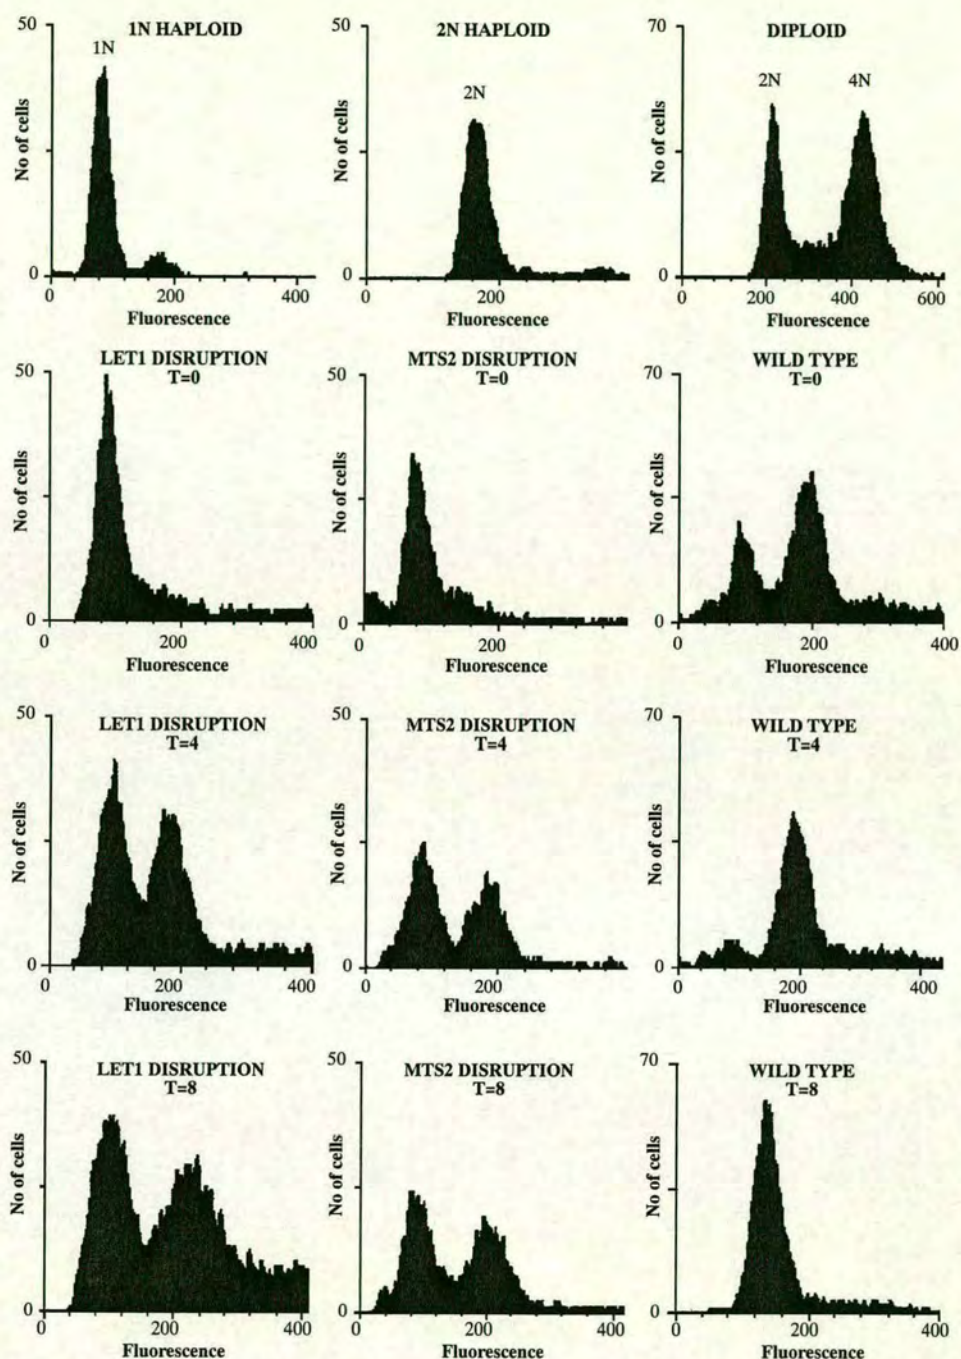 50
1N HAPLOID
1N
No of cells
0
0
200
400
Fluorescence
50
2N HAPLOID
2N
No of cells
0
0
200
Fluorescence
70
DIPLOID
2N
4N
No of cells
0
0
200
400
600
Fluorescence
50
LET1 DISRUPTION
T=0
No of cells
0
0
200
400
Fluorescence
50
MTS2 DISRUPTION
T=0
No of cells
0
0
200
Fluorescence
70
WILD TYPE
T=0
No of cells
0
0
200
400
Fluorescence
50
LET1 DISRUPTION
T=4
No of cells
0
0
200
400
Fluorescence
50
MTS2 DISRUPTION
T=4
No of cells
0
0
200
Fluorescence
70
WILD TYPE
T=4
No of cells
0
0
200
400
Fluorescence
50
LET1 DISRUPTION
T=8
No of cells
0
0
200
400
Fluorescence
50
MTS2 DISRUPTION
T=8
No of cells
0
0
200
400
Fluorescence
70
WILD TYPE
T=8
No of cells
0
0
200
400
Fluorescence